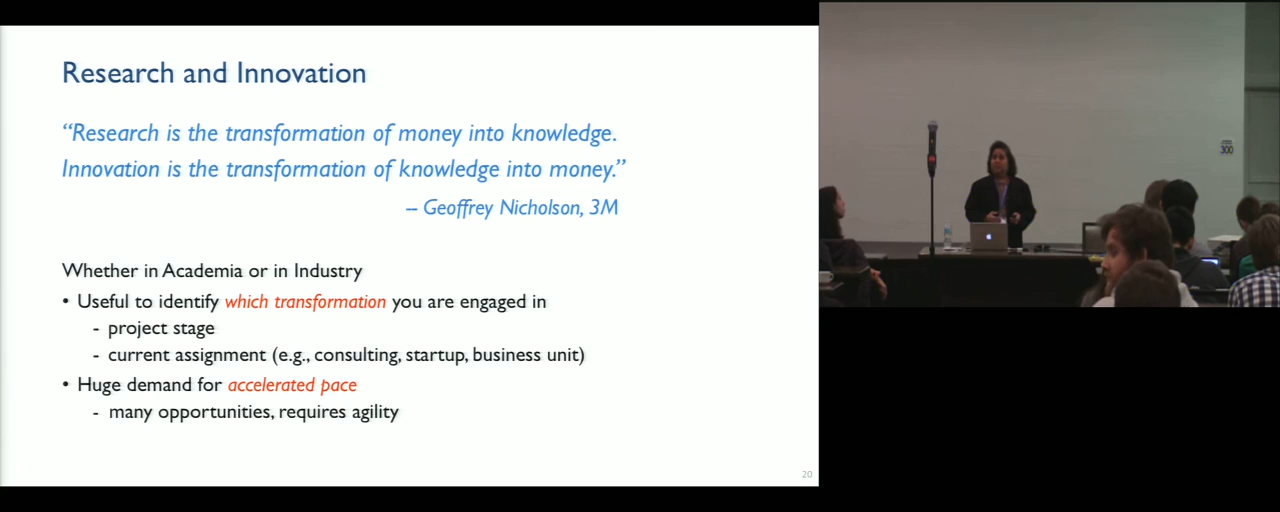 Research and Innovation
“Research is the transformation of money into knowledge.
Innovation is the transformation of knowledge into money.”
-- Geoffrey Nicholson, 3M
Whether in Academia or in Industry
• Useful to identify which transformation you are engaged in
- project stage
- current assignment (e.g., consulting, startup, business unit)
• Huge demand for accelerated pace
- many opportunities, requires agility
20
300